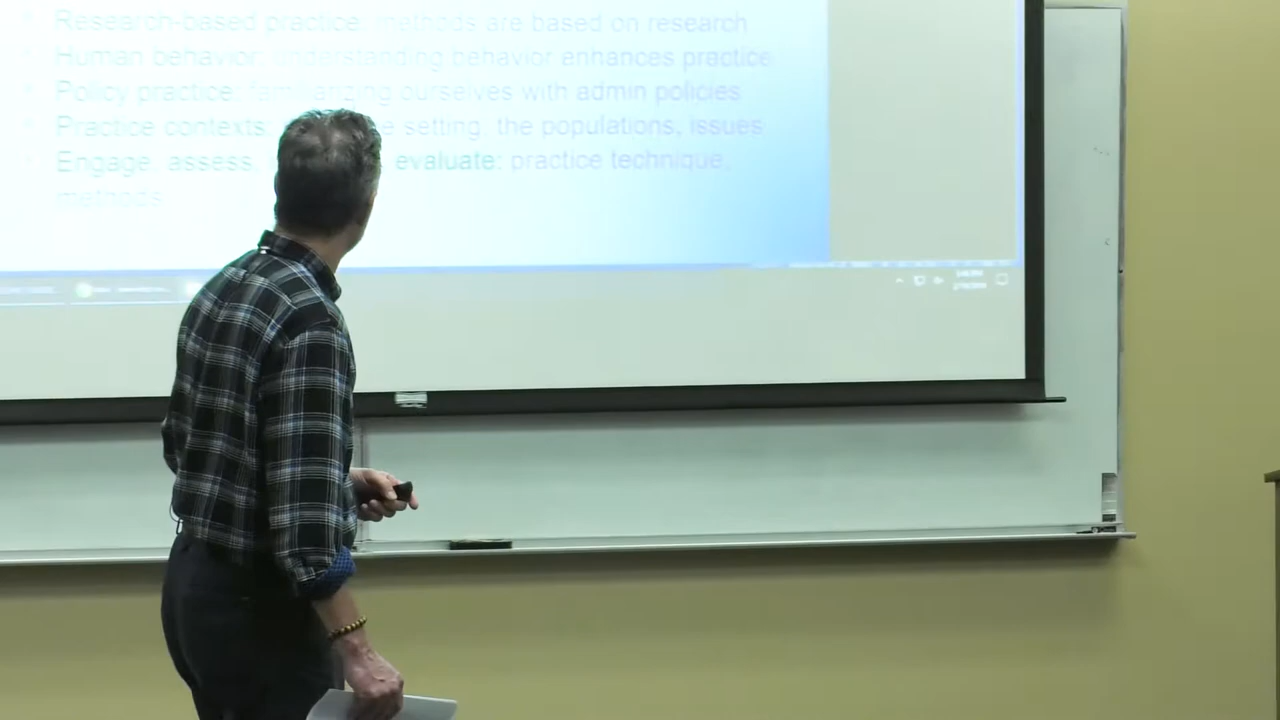 Research-based practice: methods are based on research
Human behavior: understanding behavior enhances practice
Policy practice: familiarizing ourselves with admin policies
Practice contexts, setting, the populations, issues
Engage, assess, evaluate: practice technique,
methods